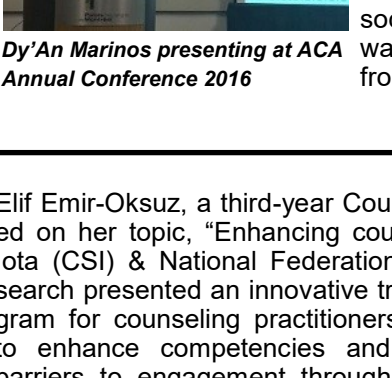 Dy'An Marinos presenting at ACA
Annual Conference 2016
soc
wa
fro
Elif Emir-Oksuz, a third-year Cou
ed on her topic, “Enhancing cou
Iota (CSI) & National Federation
search presented an innovative tr
gram for counseling practitioners
to enhance competencies and
barriers to engagement through